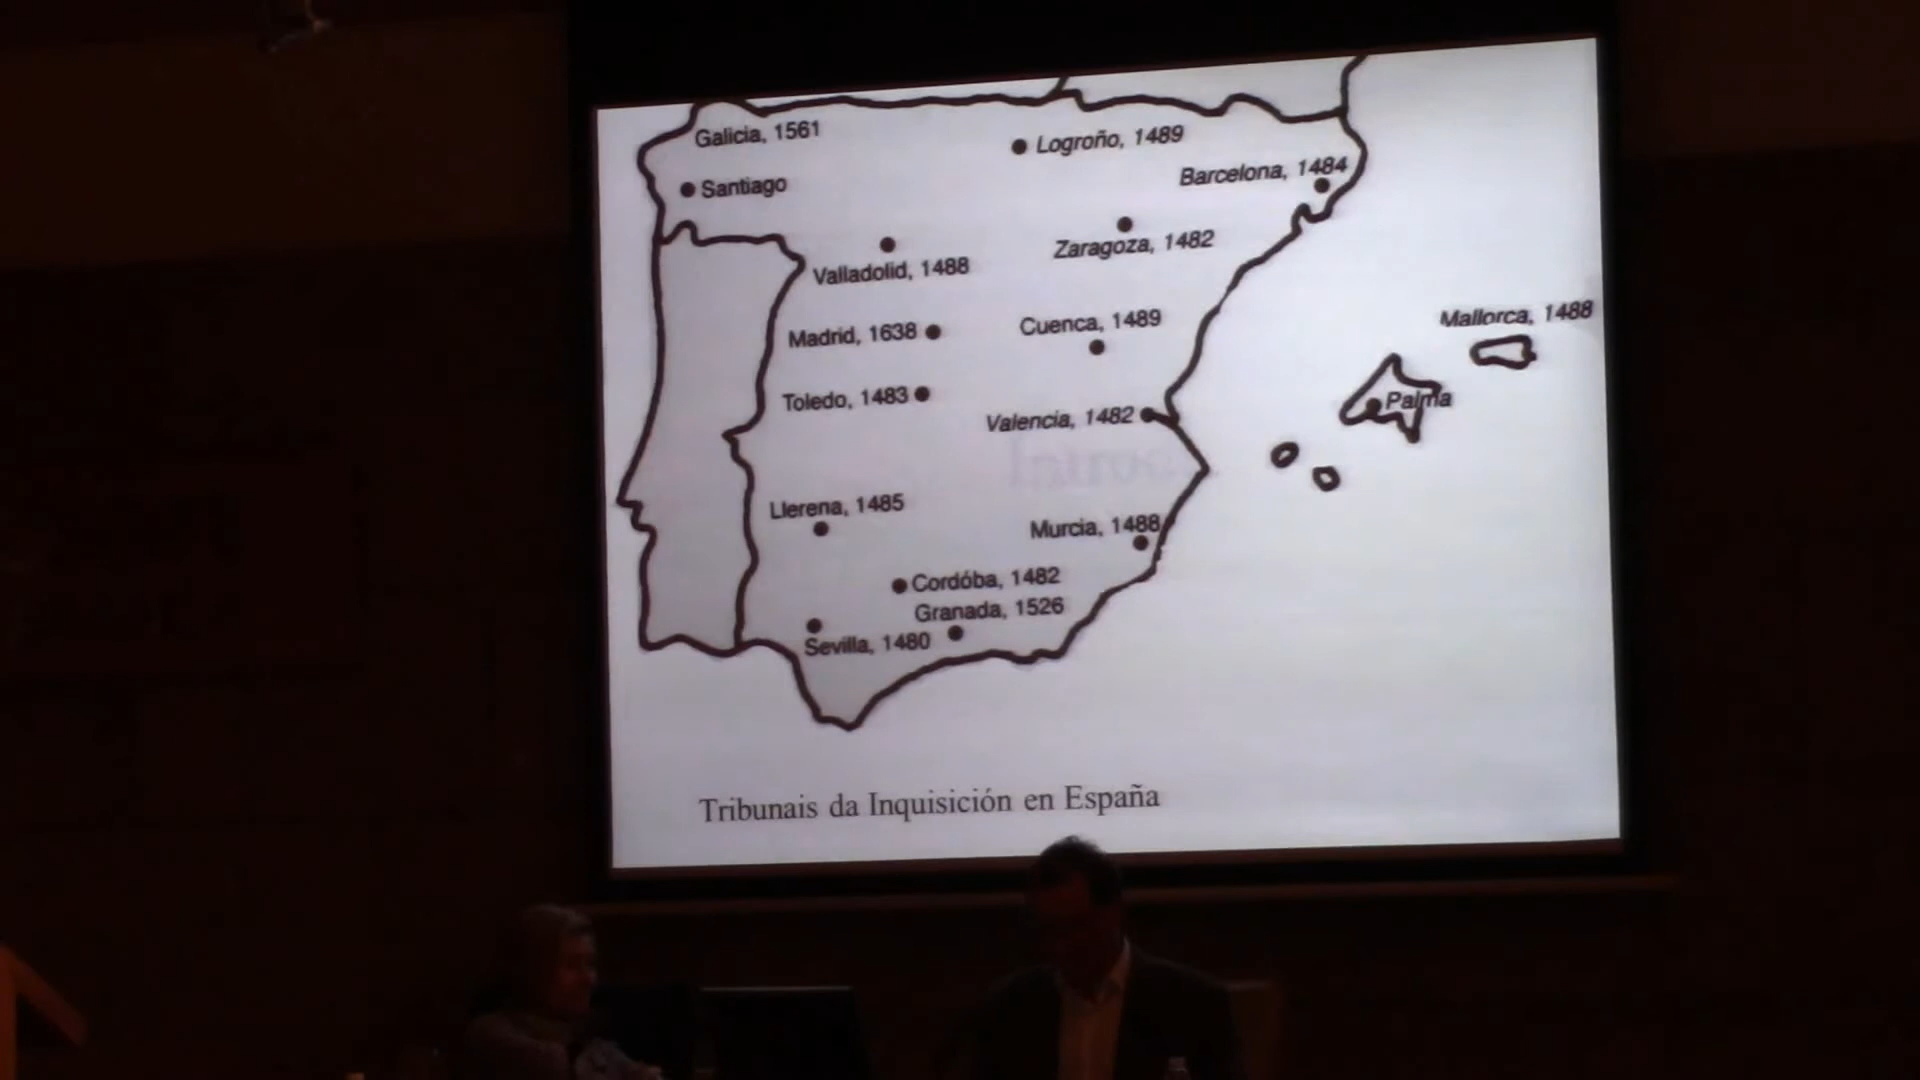 Galicia, 1561
Logroño, 1489
Barcelona, 1484
Santiago
Zaragoza, 1482
Valladolid, 1488
Mallorca, 1488
Madrid, 1638
Cuenca, 1489
Toledo, 1483
Palma
Valencia, 1482
Llerena, 1485
Murcia, 1488
Cordóba, 1482
Granada, 1526
Sevilla, 1480
Tribunais da Inquisición en España